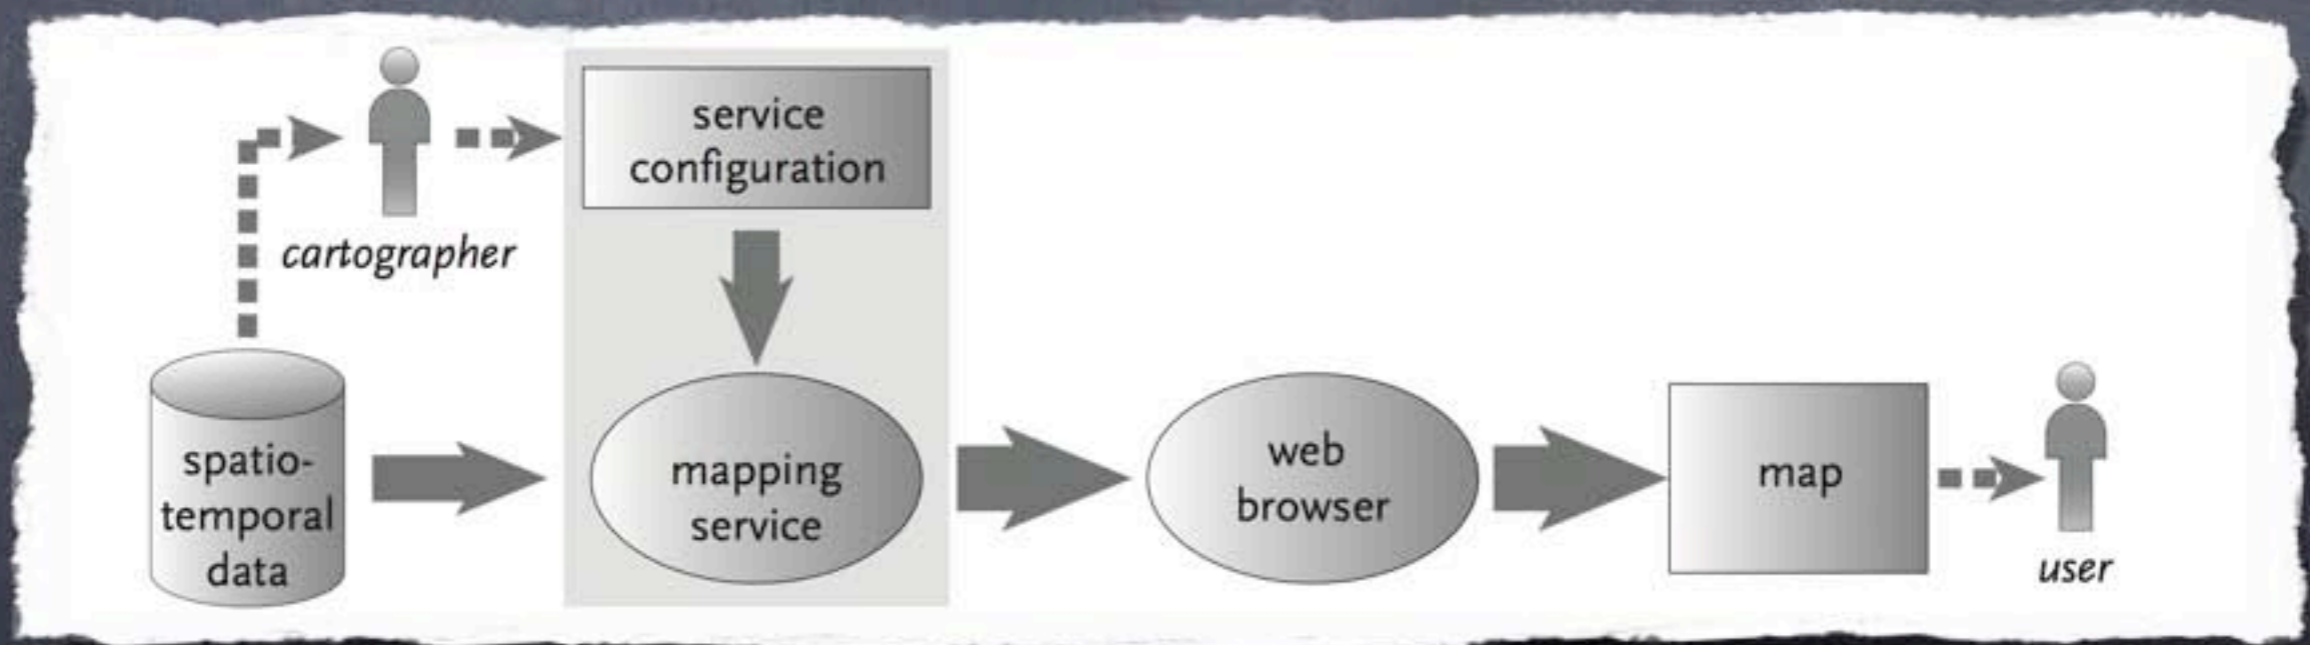 service
configuration
cartographer
spatio-
temporal
data
mapping
service
web
browser
map
user